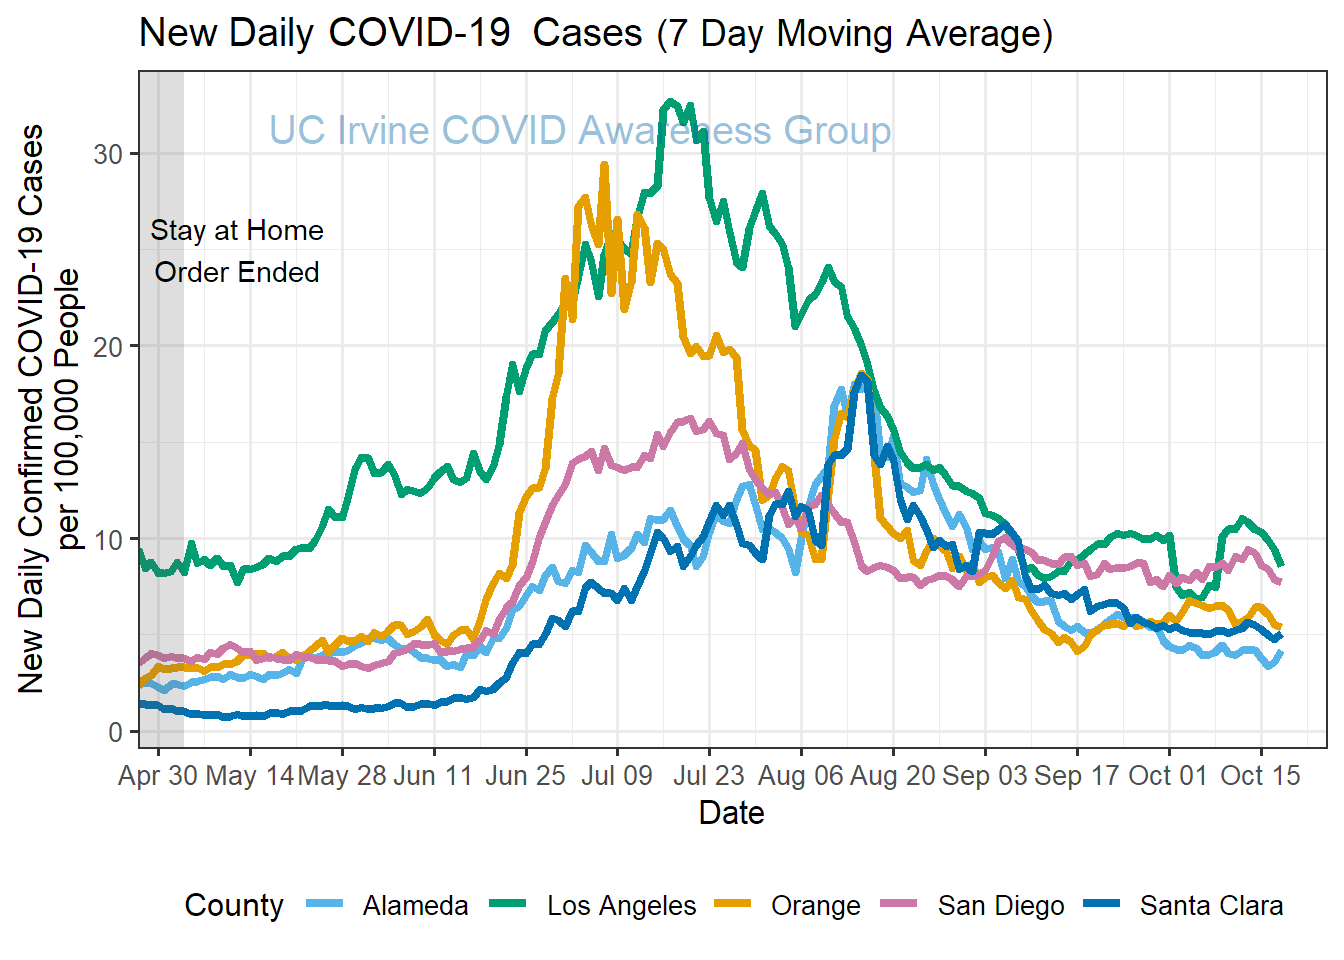 New Daily COVID-19  Cases (7 Day Moving Average)
UC Irvine COVID Awareness Group
Stay at Home
Order Ended
New Daily Confirmed COVID-19 Cases
per 100,000 People
30
20
10
0
Apr 30 May 14 May 28 Jun 11 Jun 25 Jul 09 Jul 23 Aug 06 Aug 20 Sep 03 Sep 17 Oct 01 Oct 15
Date
County Alameda Los Angeles Orange San Diego Santa Clara